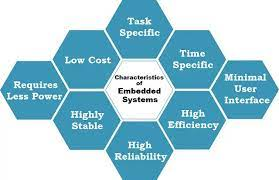 Task
Specific
Low Cost
Time
Specific
Characteristics
of
Embedded
Systems
Requires
Less Power
Minimal
User
Interface
Highly
Stable
High
Efficiency
High
Reliability